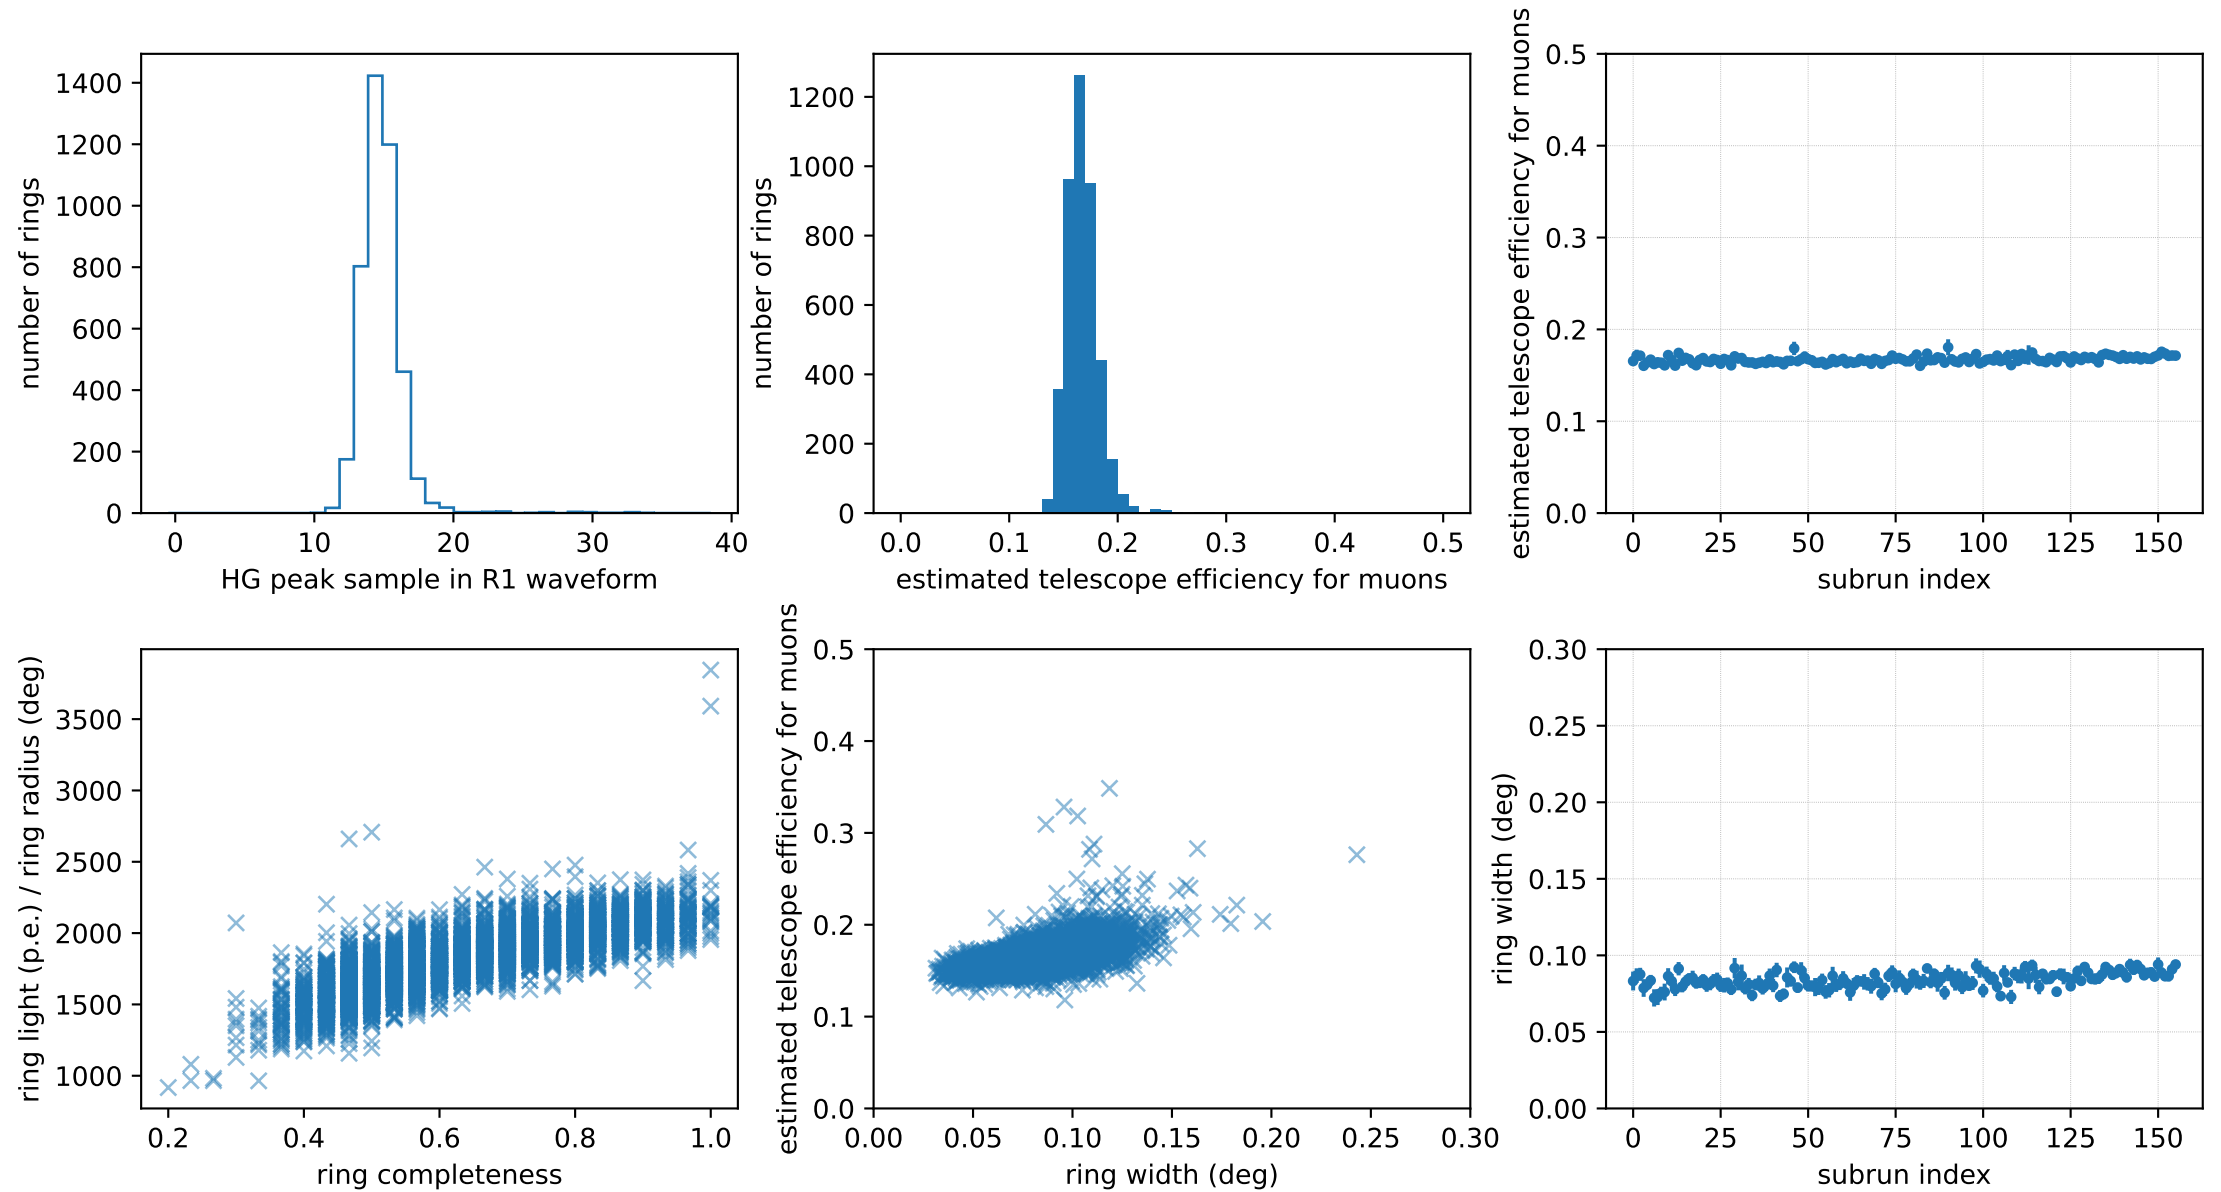 number of rings
1400
1200
1000
800
600
400
200
0
0 10 20 30 40
HG peak sample in R1 waveform
number of rings
1200
1000
800
600
400
200
0
0.0 0.1 0.2 0.3 0.4 0.5
estimated telescope efficiency for muons
estimated telescope efficiency for muons
0.5
0.4
0.3
0.2
0.1
0.0
0 25 50 75 100 125 150
subrun index
ring light (p.e.) / ring radius (deg)
3500
3000
2500
2000
1500
1000
0.2 0.4 0.6 0.8 1.0
ring completeness
estimated telescope efficiency for muons
0.5
0.4
0.3
0.2
0.1
0.0
0.00 0.05 0.10 0.15 0.20 0.25 0.30
ring width (deg)
ring width (deg)
0.30
0.25
0.20
0.15
0.10
0.05
0.00
0 25 50 75 100 125 150
subrun index